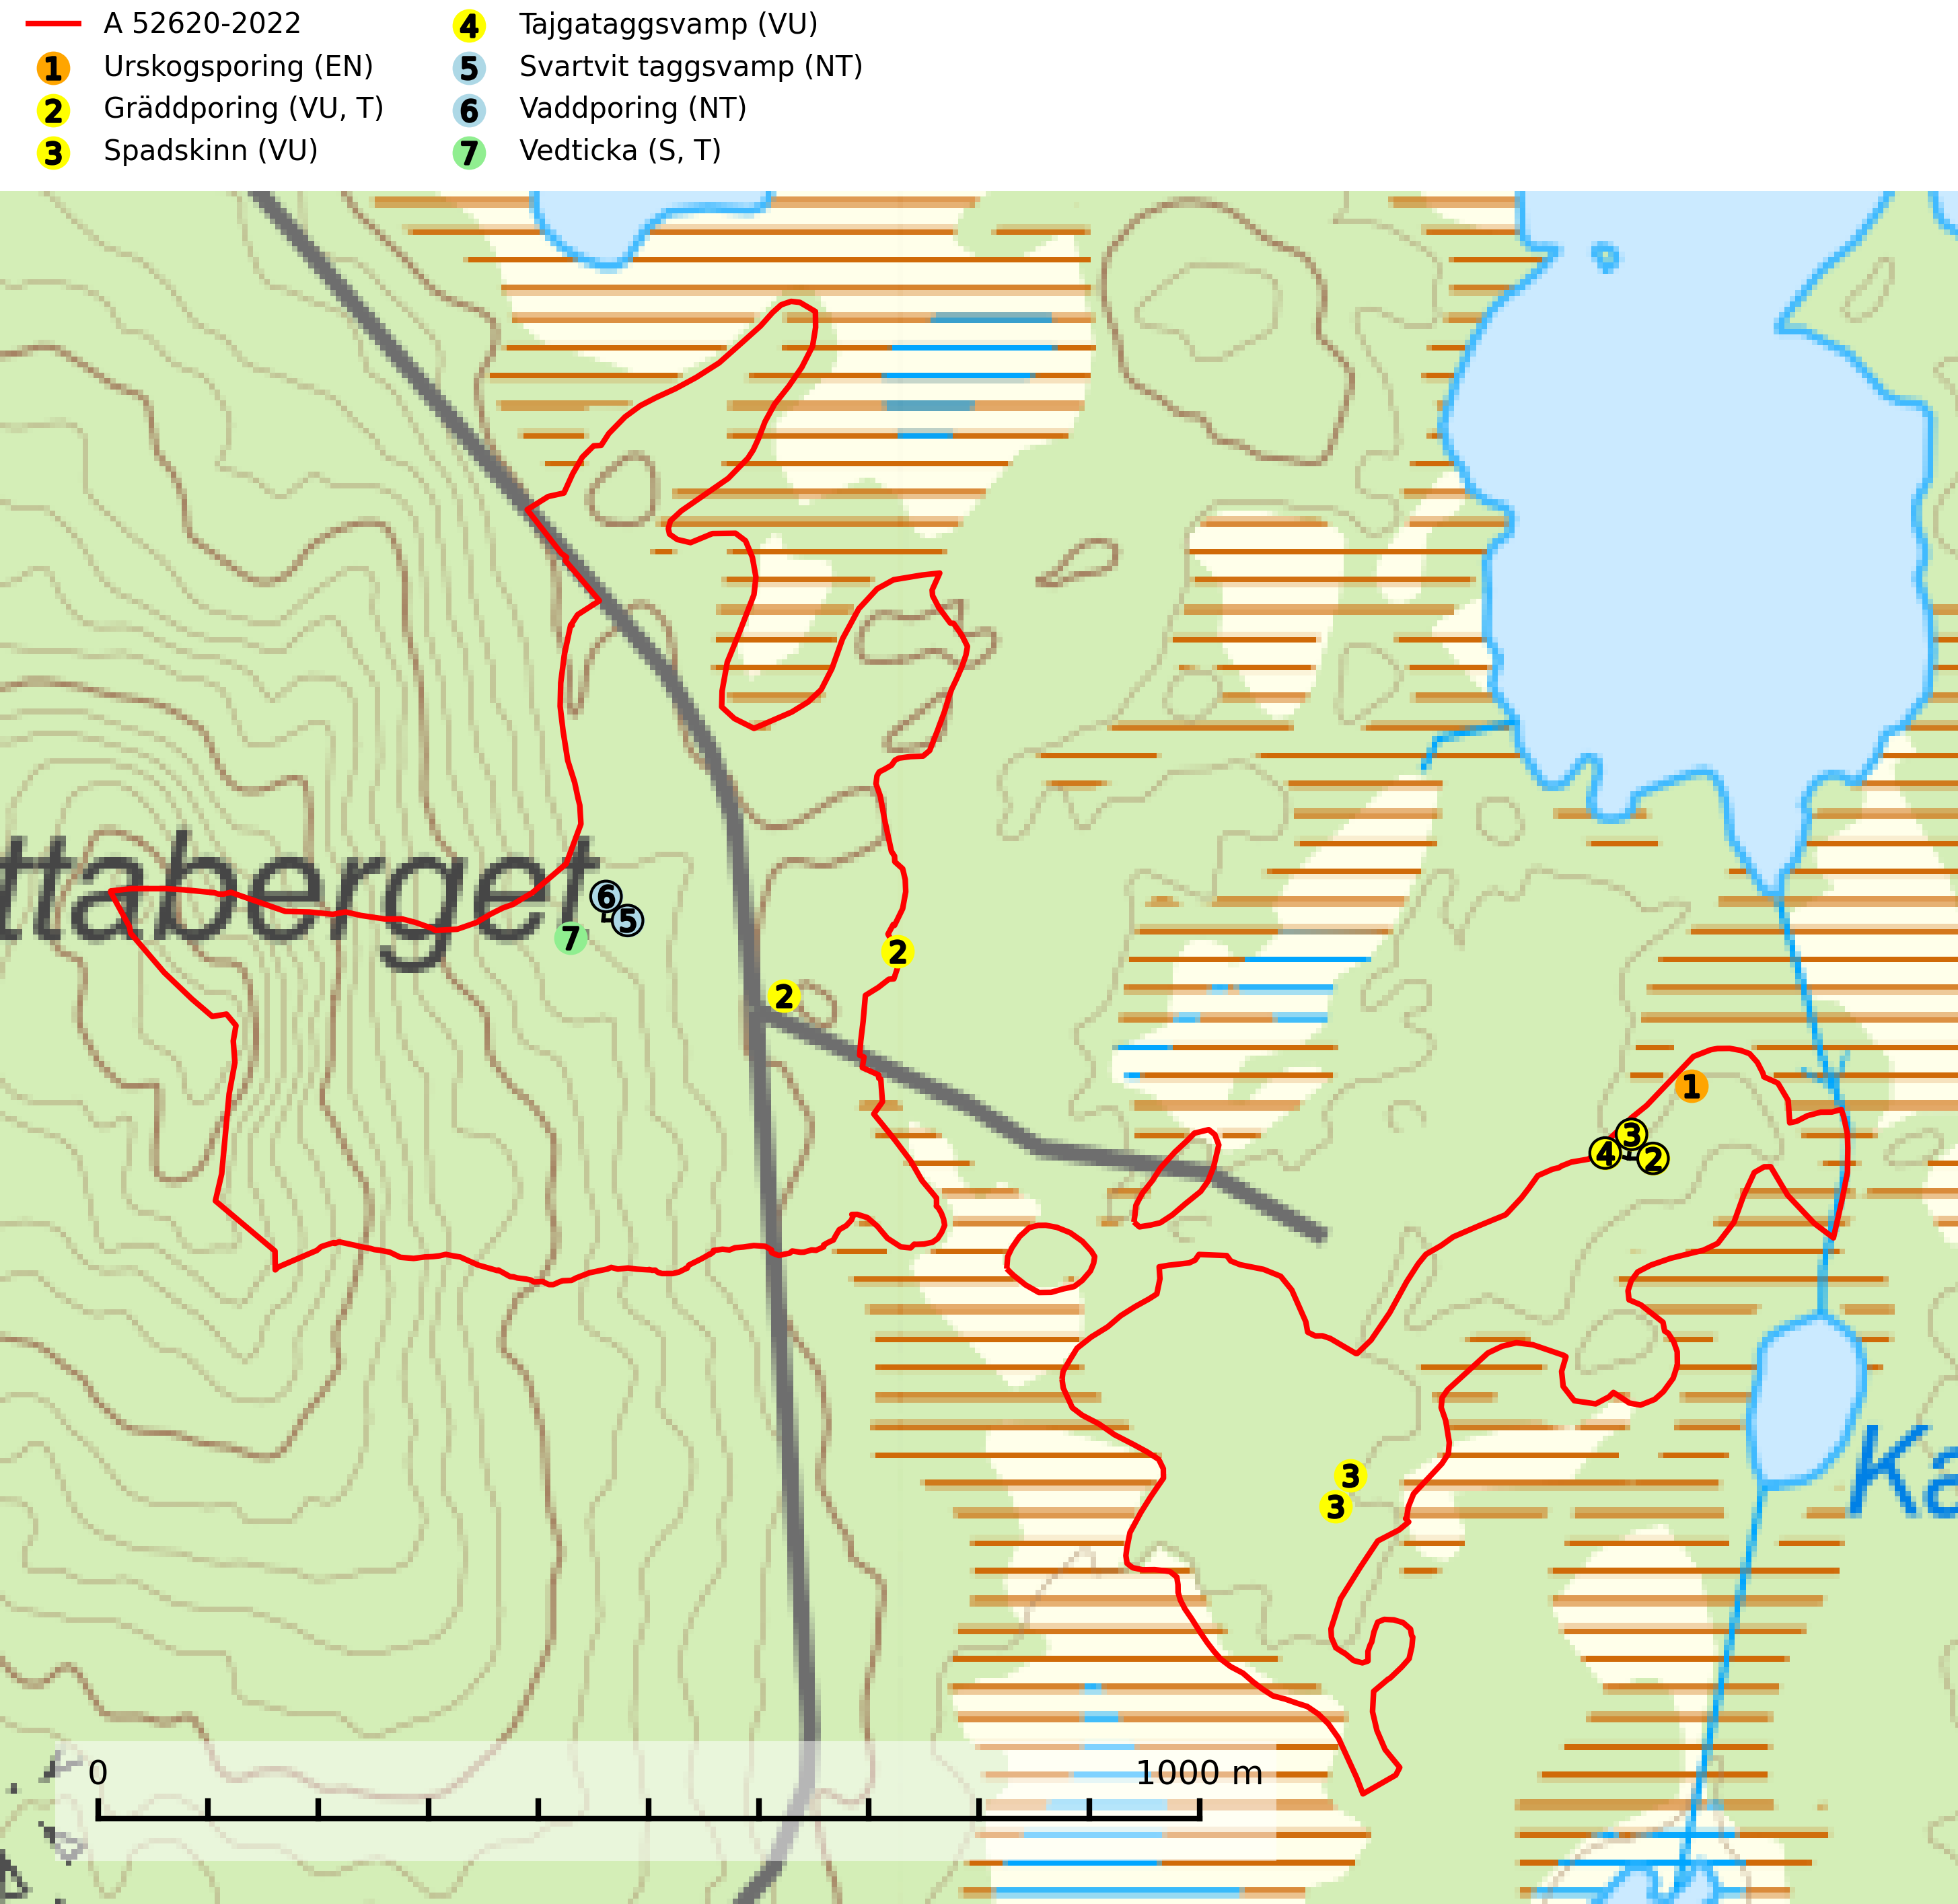 A 52620-2022
1 Urskogsporing (EN)
2 Gräddporing (VU, T)
3 Spadskinn (VU)
4 Tajgataggsvamp (VU)
5 Svartvit taggsvamp (NT)
6 Vaddporing (NT)
7 Vedticka (S, T)
ttaberget
6
5
7
2
2
1
3
4
2
3
3
Ka
0
1000 m